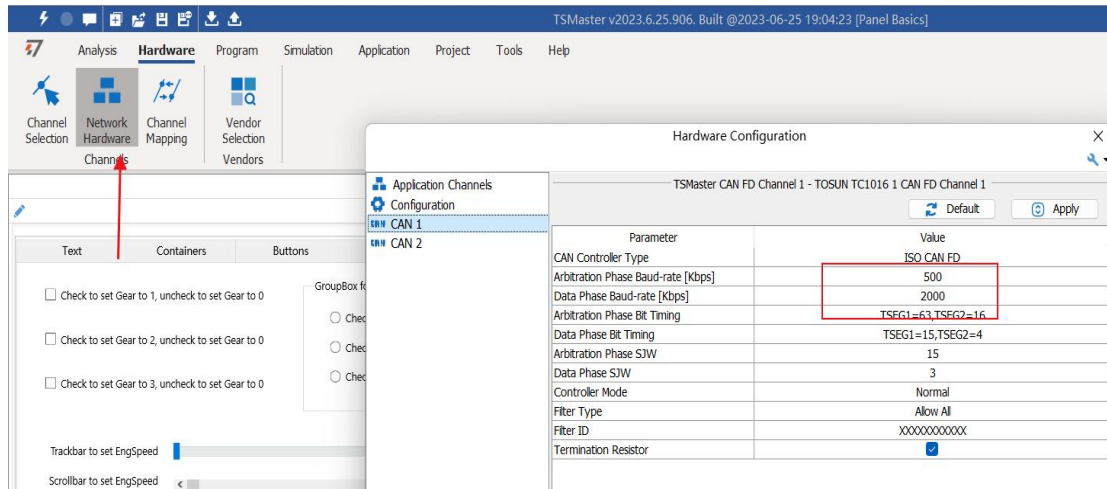 TSMaster v2023.6.25.906. Built @2023-06-25 19:04:23 [Panel Basics]
Analysis Hardware Program Simulation Application Project Tools Help
Channel Selection
Network Hardware
Channel Mapping
Vendor Selection
Channels
Vendors
Hardware Configuration
Application Channels
Configuration
CAN CAN 1
CAN CAN 2
TSMaster CAN FD Channel 1 - TOSUN TC1016 1 CAN FD Channel 1
Default Apply
Parameter Value
CAN Controller Type ISO CAN FD
Arbitration Phase Baud-rate [Kbps] 500
Data Phase Baud-rate [Kbps] 2000
Arbitration Phase Bit Timing TSEG1=63,TSEG2=16
Data Phase Bit Timing TSEG1=15,TSEG2=4
Arbitration Phase SJW 15
Data Phase SJW 3
Controller Mode Normal
Filter Type Allow All
Filter ID XXXXXXXXXXX
Termination Resistor
Text Containers Buttons
Check to set Gear to 1, uncheck to set Gear to 0
Check to set Gear to 2, uncheck to set Gear to 0
Check to set Gear to 3, uncheck to set Gear to 0
GroupBox fo
Chec
Chec
Chec
Trackbar to set EngSpeed
Scrollbar to set EngSpeed